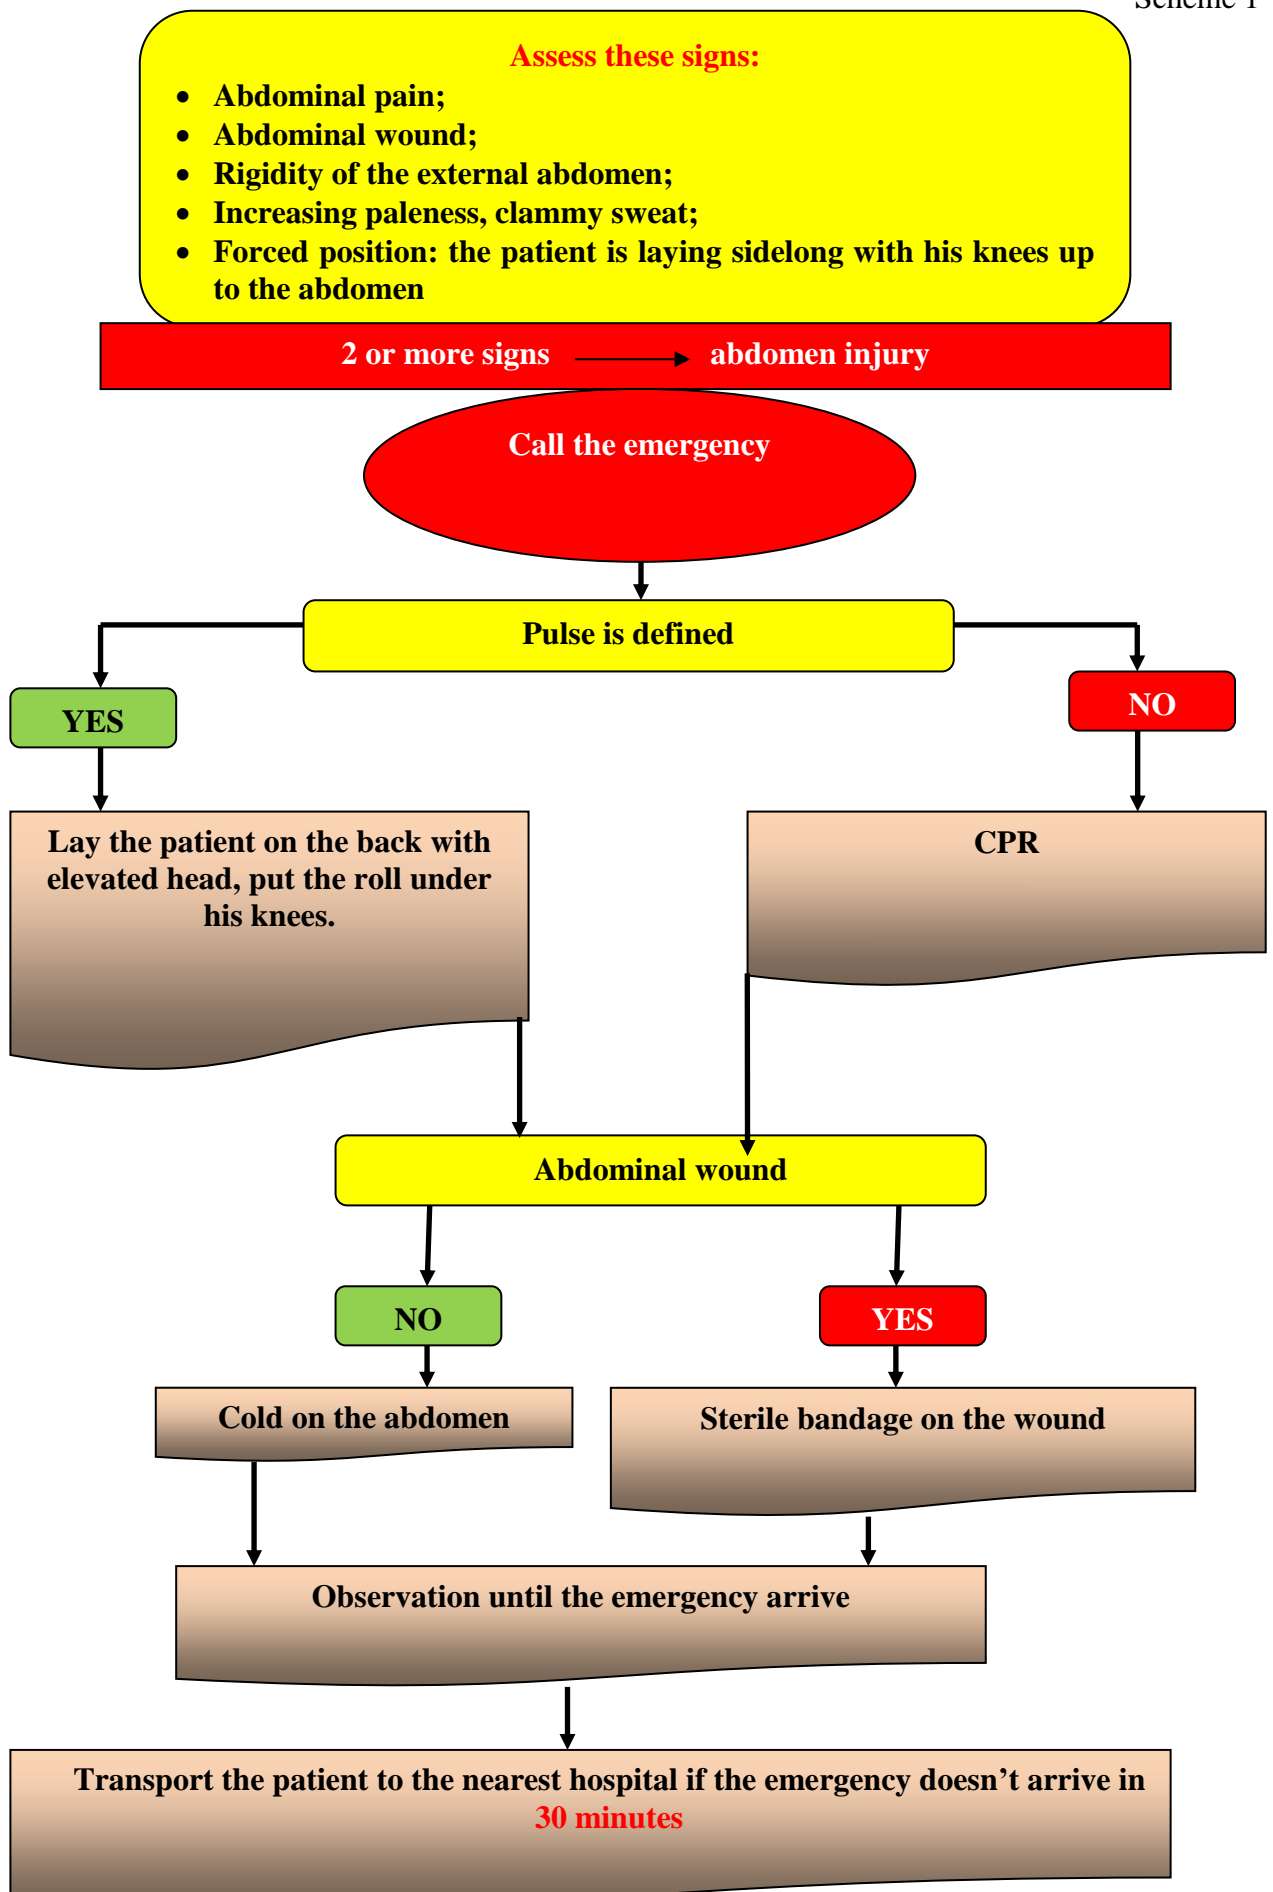 Scheme 1
Assess these signs:
• Abdominal pain;
• Abdominal wound;
• Rigidity of the external abdomen;
• Increasing paleness, clammy sweat;
• Forced position: the patient is laying sidelong with his knees up
to the abdomen
2 or more signs → abdomen injury
Call the emergency
Pulse is defined
YES
NO
Lay the patient on the back with
elevated head, put the roll under
his knees.
CPR
Abdominal wound
NO
YES
Cold on the abdomen
Sterile bandage on the wound
Observation until the emergency arrive
Transport the patient to the nearest hospital if the emergency doesn’t arrive in
30 minutes